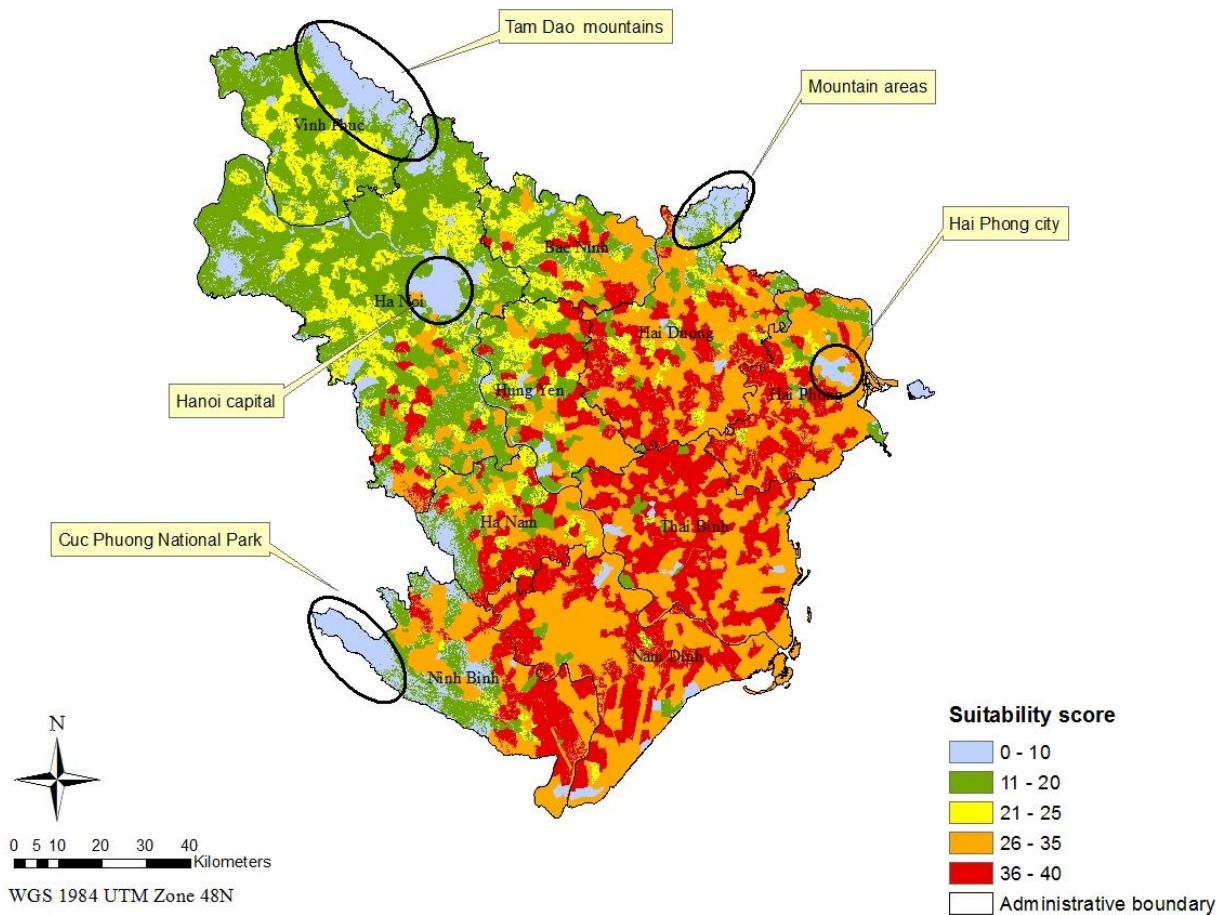 Tam Dao mountains
Mountain areas
Vinh Phuc
Hai Phong city
Bac Ninh
Ha Noi
Hai Duong
Hanoi capital
Hung Yen
Hai Phong
Ha Nam
Thai Binh
Cuc Phuong National Park
Nam Dinh
Ninh Binh
N
0 5 10 20 30 40
Kilometers
WGS 1984 UTM Zone 48N
Suitability score
0 - 10
11 - 20
21 - 25
26 - 35
36 - 40
Administrative boundary